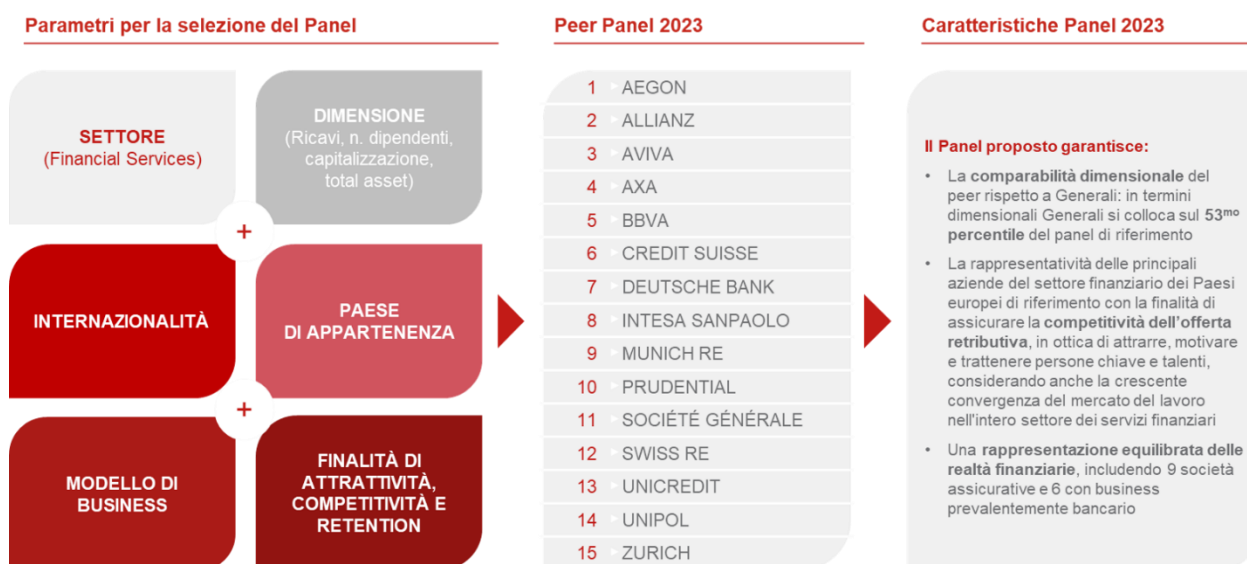 Parametri per la selezione del Panel
SETTORE
(Financial Services)
DIMENSIONE
(Ricavi, n. dipendenti,
capitalizzazione,
total asset)
+
INTERNAZIONALITÀ
PAESE
DI APPARTENENZA
+
MODELLO DI
BUSINESS
FINALITÀ DI
ATTRATTIVITÀ,
COMPETITIVITÀ E
RETENTION
Peer Panel 2023
1 AEGON
2 ALLIANZ
3 AVIVA
4 AXA
5 BBVA
6 CREDIT SUISSE
7 DEUTSCHE BANK
8 INTESA SANPAOLO
9 MUNICH RE
10 PRUDENTIAL
11 SOCIÉTÉ GÉNÉRALE
12 SWISS RE
13 UNICREDIT
14 UNIPOL
15 ZURICH
Caratteristiche Panel 2023
Il Panel proposto garantisce:
• La comparabilità dimensionale del
peer rispetto a Generali: in termini
dimensionali Generali si colloca sul 53mo
percentile del panel di riferimento
• La rappresentatività delle principali
aziende del settore finanziario dei Paesi
europei di riferimento con la finalità di
assicurare la competitività dell'offerta
retributiva, in ottica di attrarre, motivare
e trattenere persone chiave e talenti,
considerando anche la crescente
convergenza del mercato del lavoro
nell'intero settore dei servizi finanziari
• Una rappresentazione equilibrata delle
realtà finanziarie, includendo 9 società
assicurative e 6 con business
prevalentemente bancario